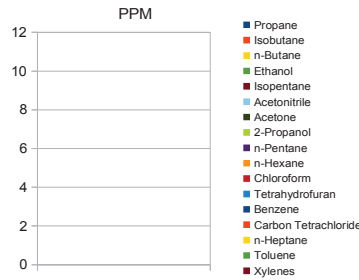 PPM
12
10
8
6
4
2
0
Propane
Isobutane
n-Butane
Ethanol
Isopentane
Acetonitrile
Acetone
2-Propanol
n-Pentane
n-Hexane
Chloroform
Tetrahydrofuran
Benzene
Carbon Tetrachloride
n-Heptane
Toluene
Xylenes